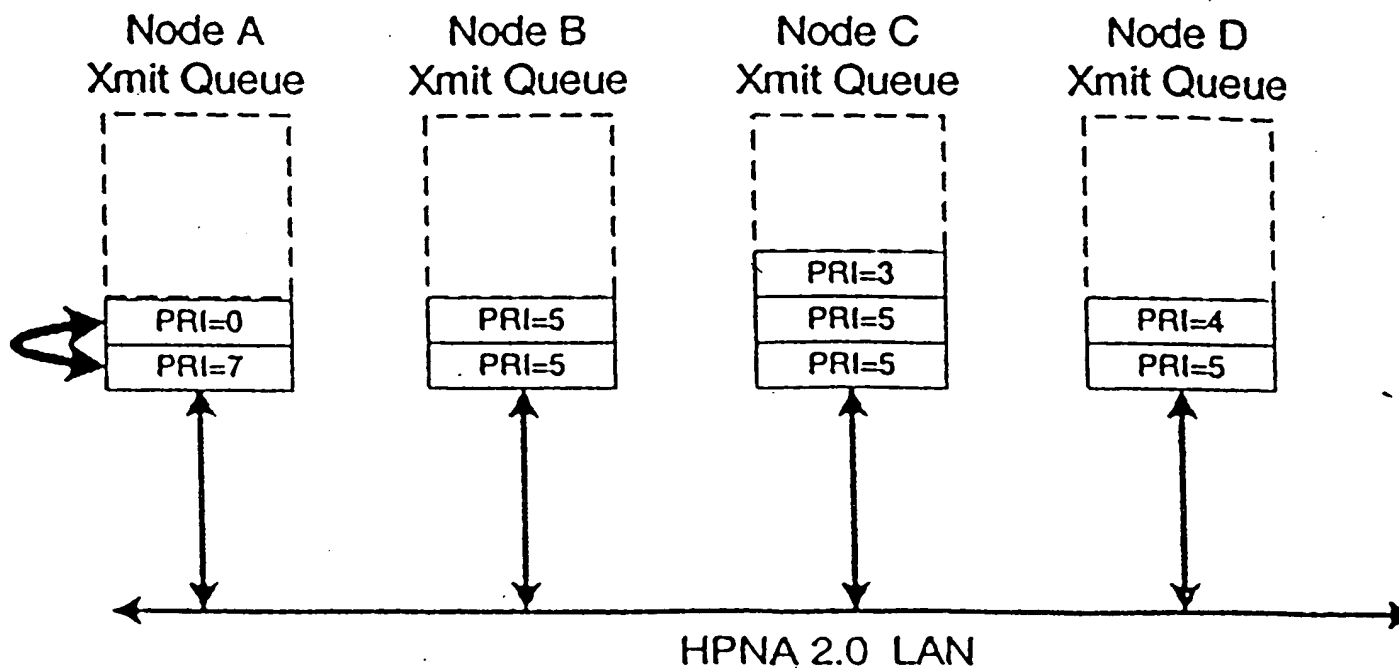 Node A
Xmit Queue
Node B
Xmit Queue
Node C
Xmit Queue
Node D
Xmit Queue
PRI=0
PRI=7
PRI=5
PRI=5
PRI=3
PRI=5
PRI=5
PRI=4
PRI=5
HPNA 2.0 LAN